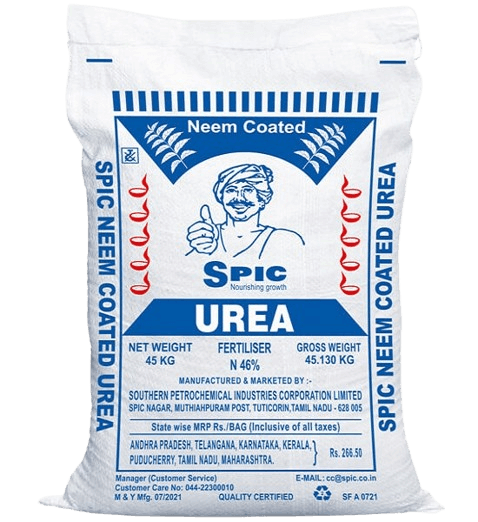 Neem Coated
SPIC NEEM COATED UREA
SPIC NEEM COATED UREA
SPIC
Nourishing growth
UREA
NET WEIGHT
45 KG
FERTILISER
N 46%
GROSS WEIGHT
45.130 KG
MANUFACTURED & MARKETED BY :-
SOUTHERN PETROCHEMICAL INDUSTRIES CORPORATION LIMITED
SPIC NAGAR, MUTHIAHPURAM POST, TUTICORIN,TAMIL NADU - 628 005
State wise MRP Rs./BAG (Inclusive of all taxes)
ANDHRA PRADESH, TELANGANA, KARNATAKA, KERALA,
PUDUCHERRY, TAMIL NADU, MAHARASHTRA.
Rs. 266.50
Manager (Customer Service)
Customer Care No: 044-22300010
M & Y Mfg. 07/2021
E-MAIL: cc@spic.co.in
QUALITY CERTIFIED
SF A 0721